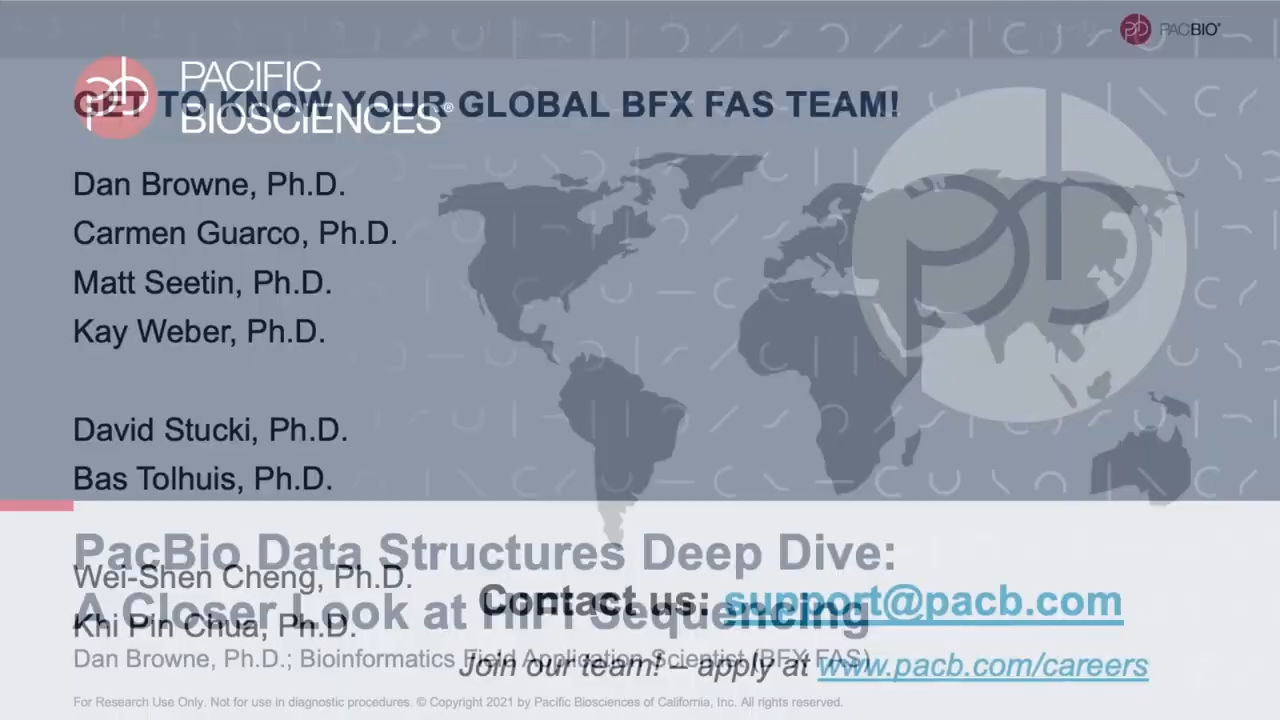 PACBIO®
PACIFIC
BIOSCIENCES®
GET TO KNOW YOUR GLOBAL BFX FAS TEAM!
Dan Browne, Ph.D.
Carmen Guarco, Ph.D.
Matt Seetin, Ph.D.
Kay Weber, Ph.D.
David Stucki, Ph.D.
Bas Tolhuis, Ph.D.
PacBio Data Structures Deep Dive:
Wei-Shen Cheng, Ph.D.
A Closer Look at HiFi Sequencing
Contact us: support@pacb.com
Khi Pin Chua, Ph.D.
Dan Browne, Ph.D.; Bioinformatics Field Application Scientist (BFX FAS)
Join our team! – apply at www.pacb.com/careers
For Research Use Only. Not for use in diagnostic procedures. © Copyright 2021 by Pacific Biosciences of California, Inc. All rights reserved.